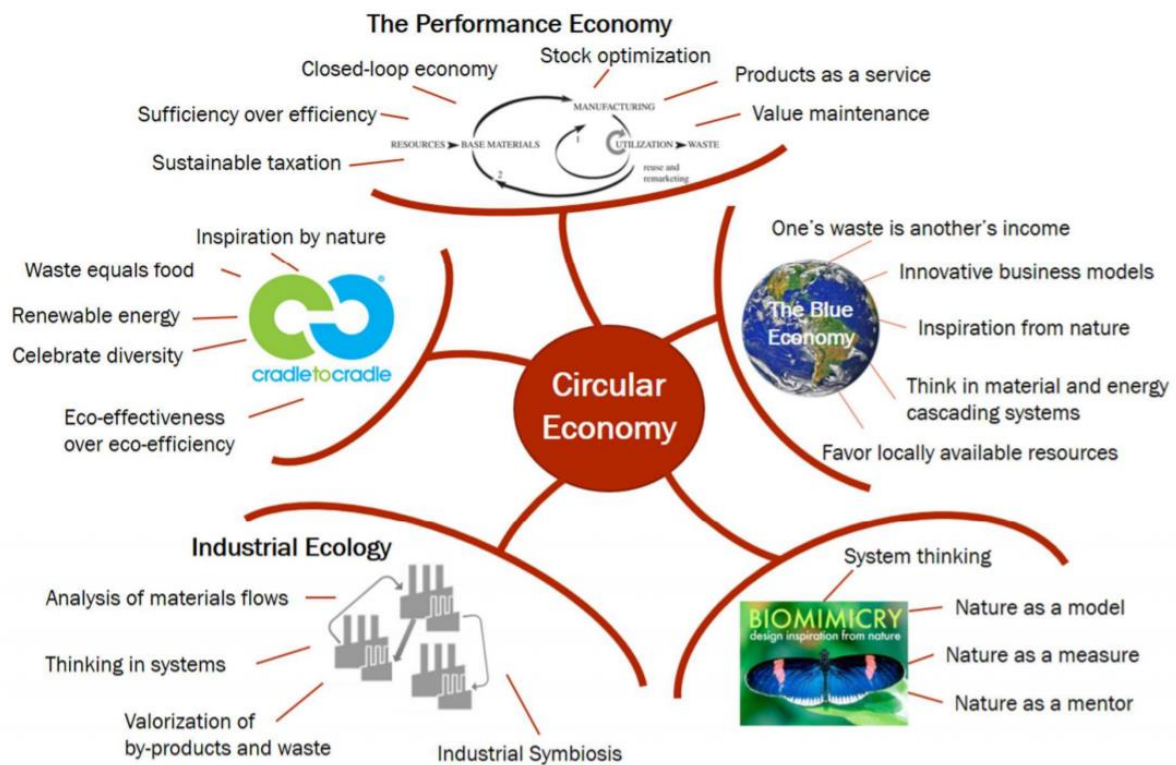 The Performance Economy
Stock optimization
Closed-loop economy
Products as a service
Sufficiency over efficiency
Value maintenance
Sustainable taxation
MANUFACTURING
RESOURCES
BASE MATERIALS
1
UTILIZATION
WASTE
reuse and
remarketing
2
Inspiration by nature
Waste equals food
Renewable energy
Celebrate diversity
®
cradletocradle
Eco-effectiveness
over eco-efficiency
One's waste is another's income
Innovative business models
The Blue
Economy
Inspiration from nature
Think in material and energy
cascading systems
Favor locally available resources
Circular
Economy
Industrial Ecology
Analysis of materials flows
Thinking in systems
Valorization of
by-products and waste
Industrial Symbiosis
System thinking
BIOMIMICRY
design inspiration from nature
Nature as a model
Nature as a measure
Nature as a mentor